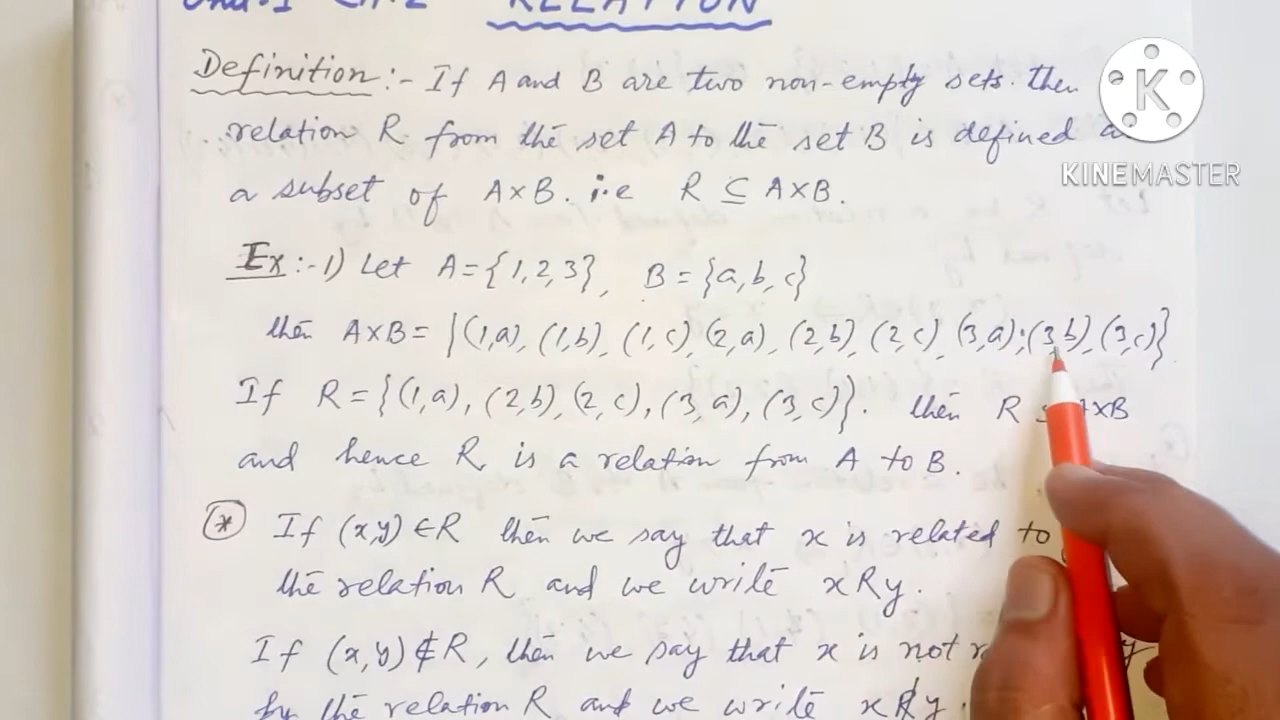 RELATION
Definition :- If A and B are two non-empty sets. then
relation R from the set A to the set B is defined
a subset of A×B. i.e R ⊆ A×B.
Ex :- 1) Let A = {1,2,3}, B = {a,b,c}
then A×B = {(1,a), (1,b), (1,c), (2,a), (2,b), (2,c), (3,a), (3,b), (3,c)}
If R = {(1,a), (2,b), (2,c), (3,a), (3,c)}. then R ⊆ A×B
and hence R is a relation from A to B.
(*) If (x,y) ∈ R then we say that x is related to
the relation R and we write xRy.
If (x,y) ∉ R, then we say that x is not
by the relation R and we write x R̸ y.
K
KINEMASTER